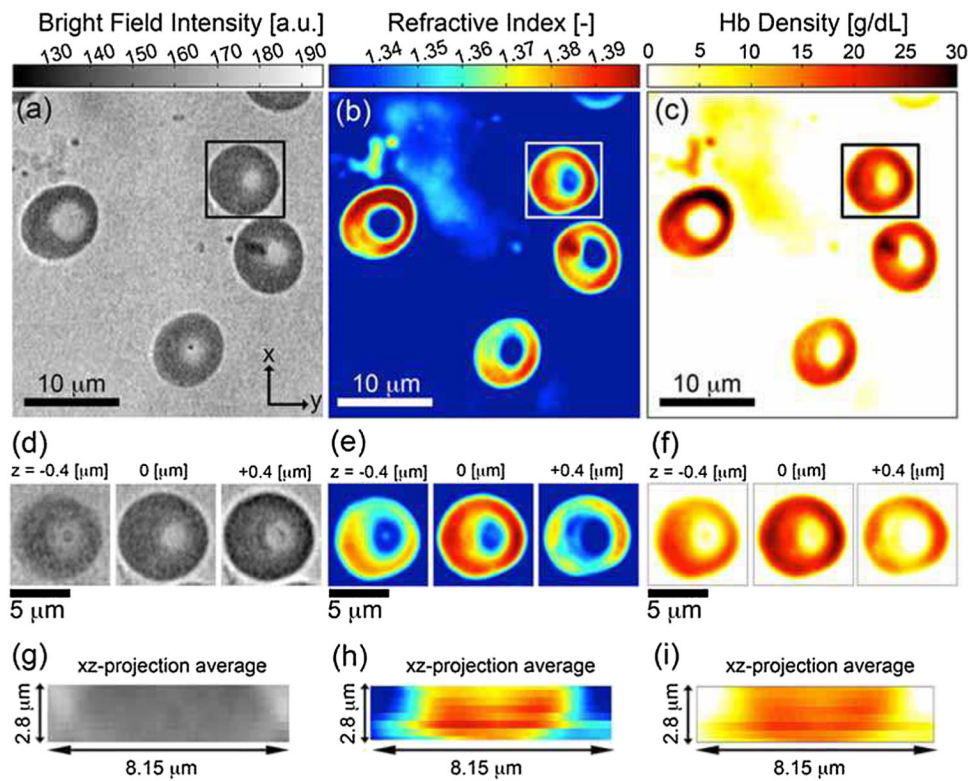 Bright Field Intensity [a.u.] Refractive Index [-] Hb Density [g/dL]
130 140 150 160 170 180 190 1.34 1.35 1.36 1.37 1.38 1.39 0 5 10 15 20 25 30
(a) (b) (c)
x
y
10 μm 10 μm 10 μm
(d) (e) (f)
z = -0.4 [μm] 0 [μm] +0.4 [μm] z = -0.4 [μm] 0 [μm] +0.4 [μm] z = -0.4 [μm] 0 [μm] +0.4 [μm]
5 μm 5 μm 5 μm
(g) (h) (i)
xz-projection average xz-projection average xz-projection average
2.8 μm 2.8 μm 2.8 μm
8.15 μm 8.15 μm 8.15 μm